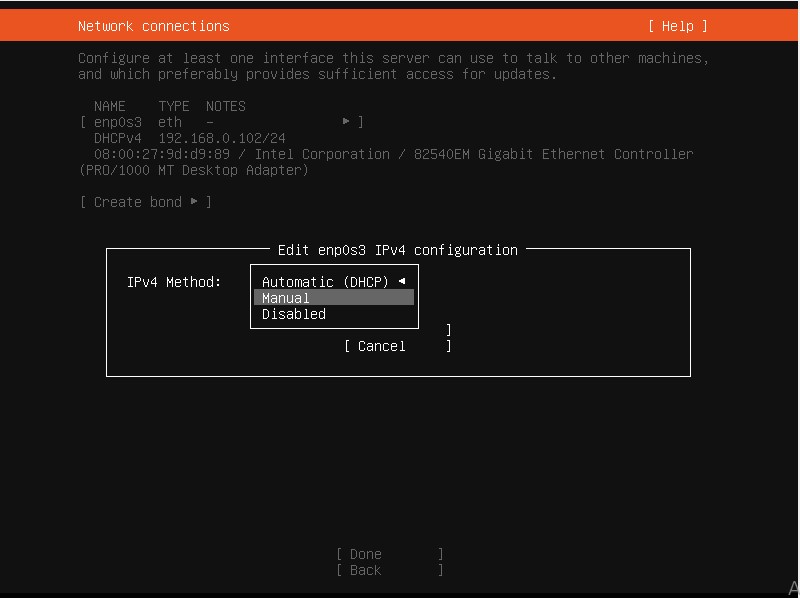 Network connections [ Help ]
Configure at least one interface this server can use to talk to other machines,
and which preferably provides sufficient access for updates.
NAME TYPE NOTES
[ enp0s3 eth - ▸ ]
DHCPv4 192.168.0.102/24
08:00:27:9d:d9:89 / Intel Corporation / 82540EM Gigabit Ethernet Controller
(PRO/1000 MT Desktop Adapter)
[ Create bond ▸ ]
Edit enp0s3 IPv4 configuration
IPv4 Method: Automatic (DHCP) ◂
Manual
Disabled
]
[ Cancel ]
[ Done ]
[ Back ]
A